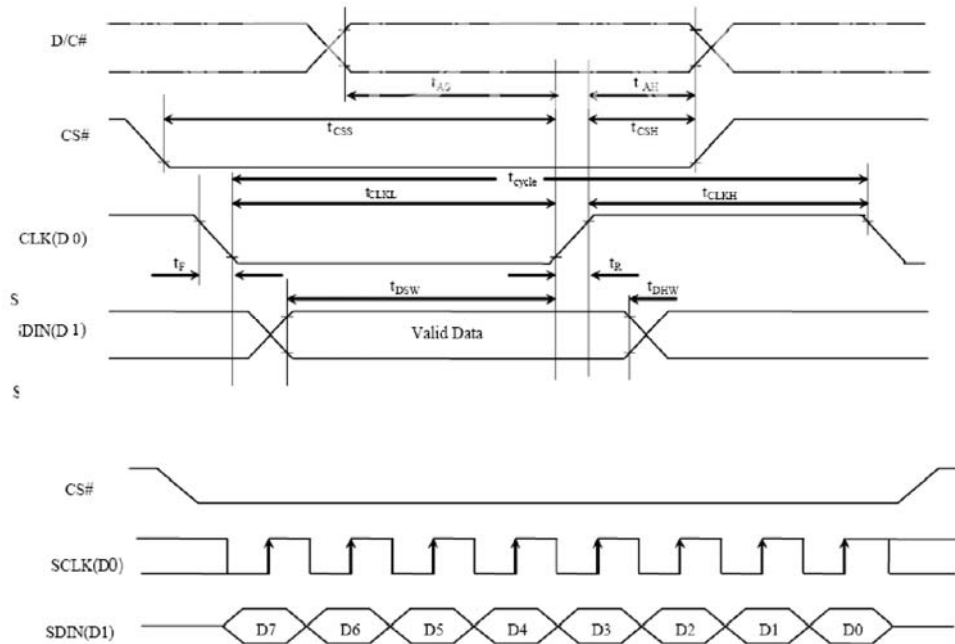 D/C#
tAS
tAH
CS#
tCSS
tCSH
tcycle
tCLKL
tCLKH
CLK(D0)
tF
tR
S
tDSW
tDHW
SDIN(D1)
Valid Data
S
CS#
SCLK(D0)
SDIN(D1)
D7 D6 D5 D4 D3 D2 D1 D0